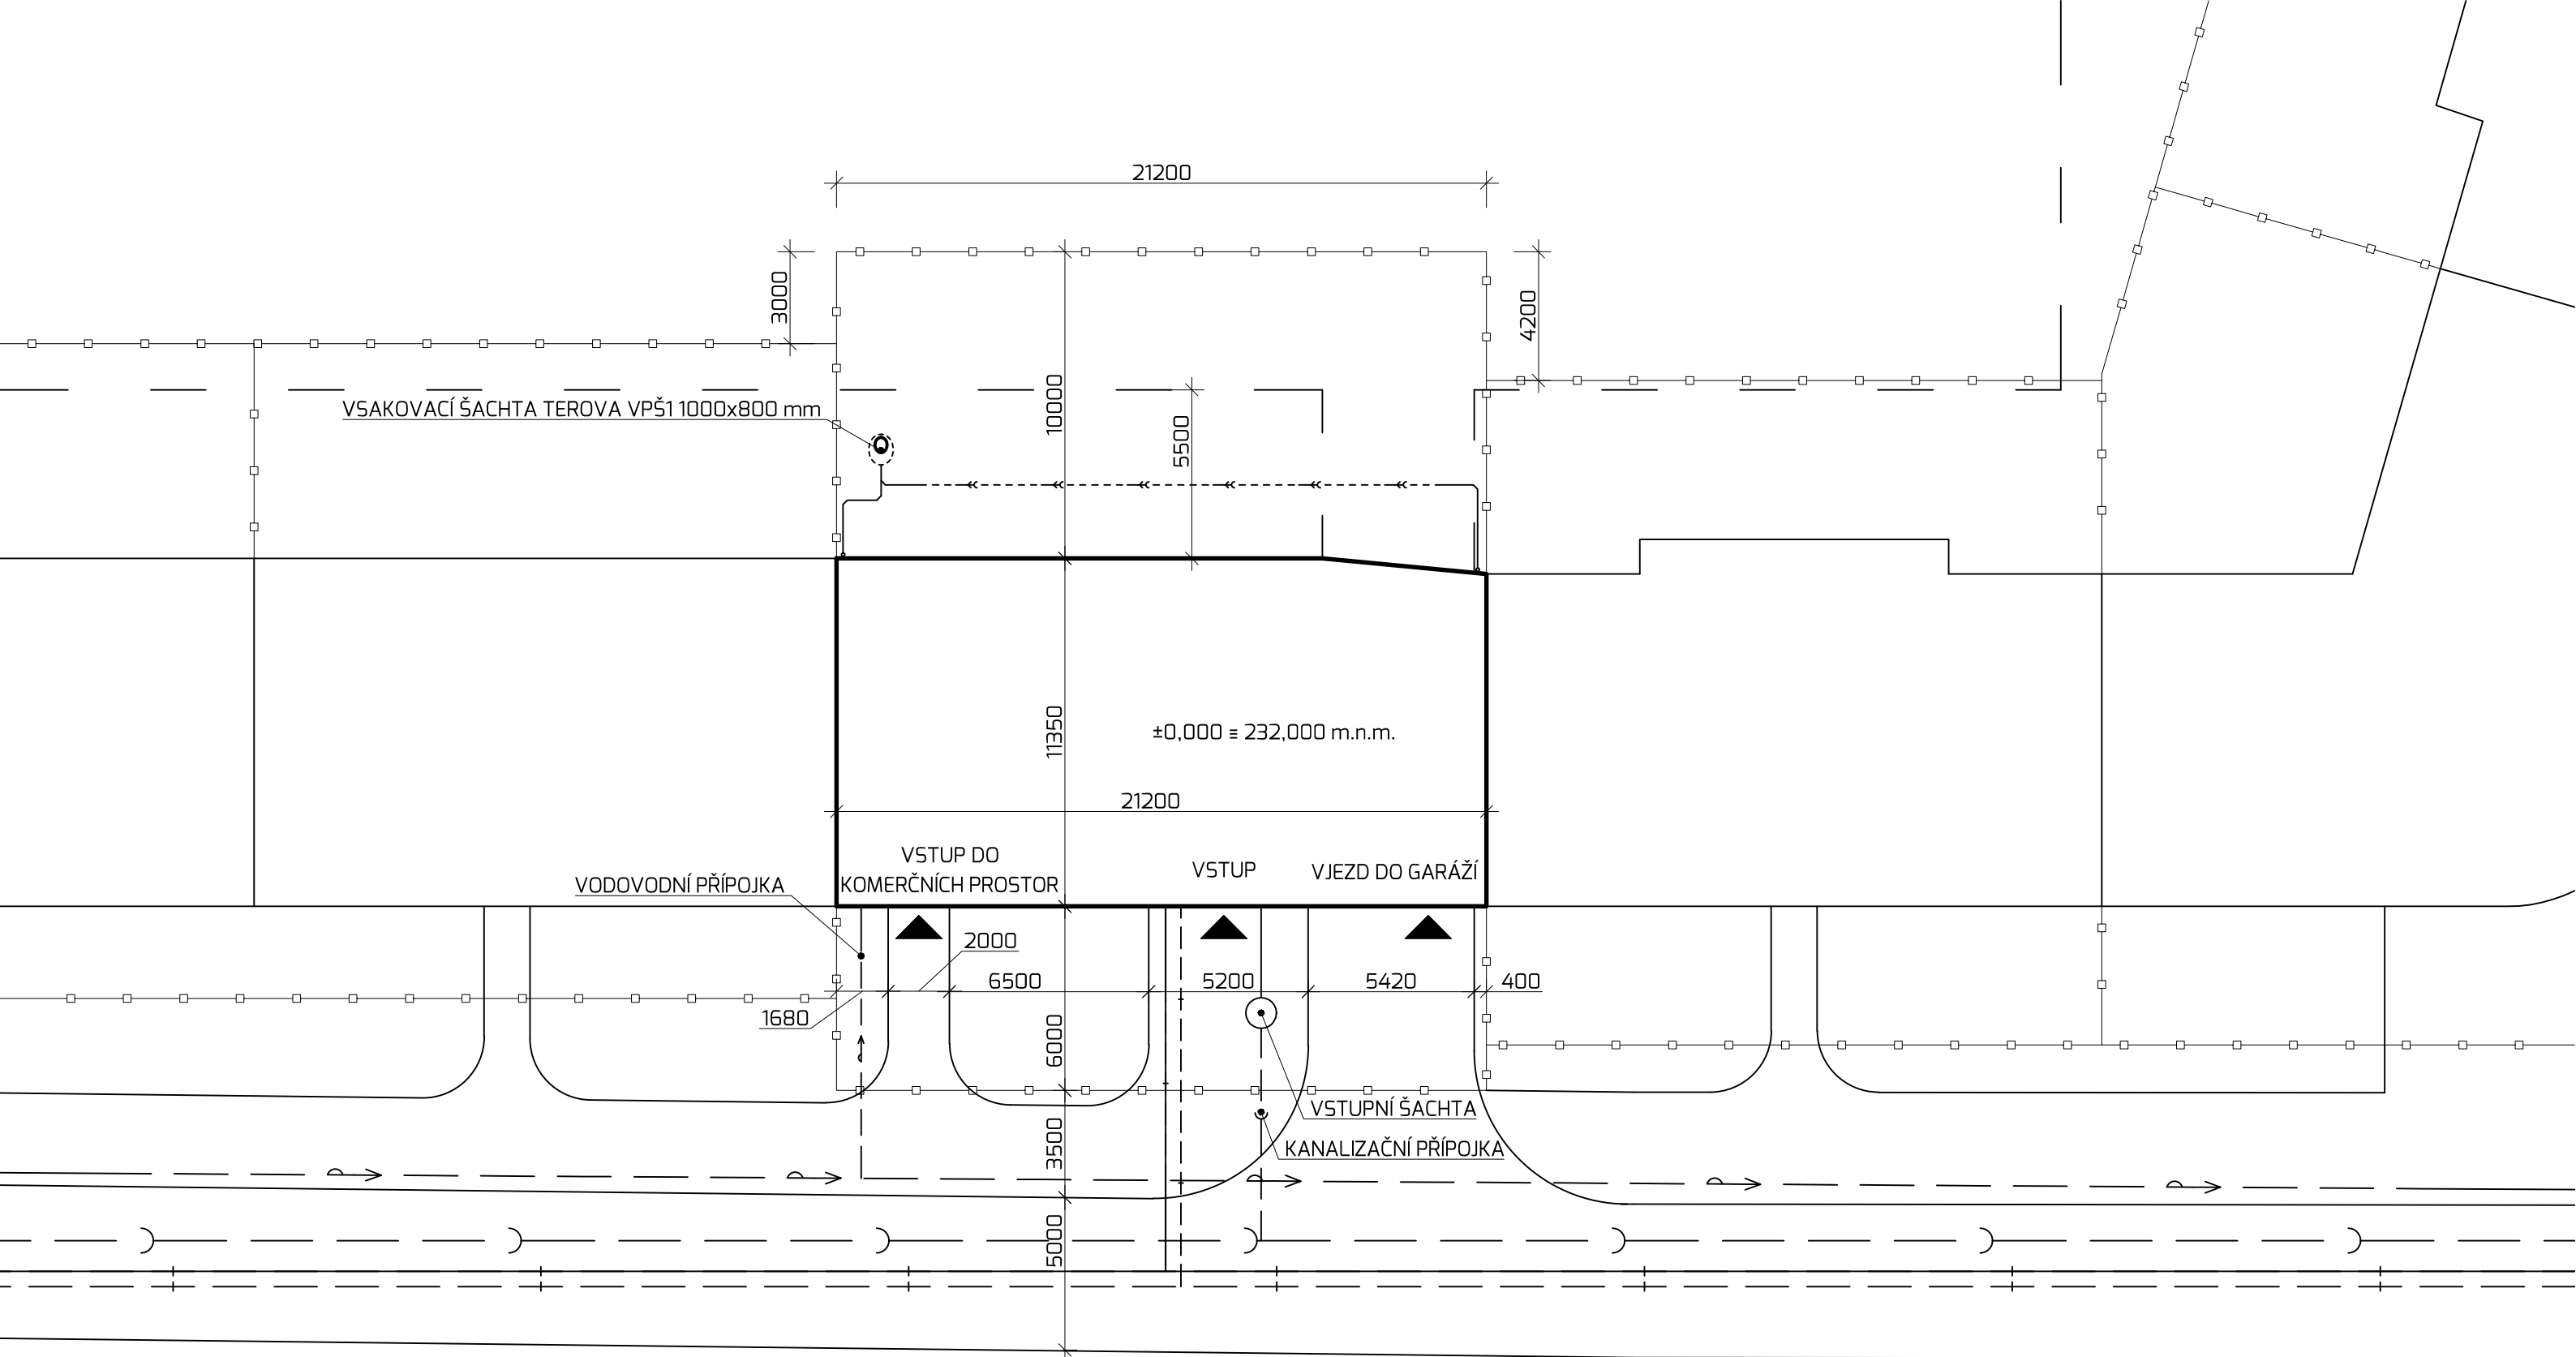 21200
3000
4200
VSAKOVACÍ ŠACHTA TEROVA VPŠ1 1000x800 mm
10000
5500
11350
±0,000 ≡ 232,000 m.n.m.
21200
VSTUP DO
KOMERČNÍCH PROSTOR
VSTUP
VJEZD DO GARÁŽÍ
VODOVODNÍ PŘÍPOJKA
2000
6500
5200
5420
400
1680
6000
VSTUPNÍ ŠACHTA
KANALIZAČNÍ PŘÍPOJKA
3500
5000